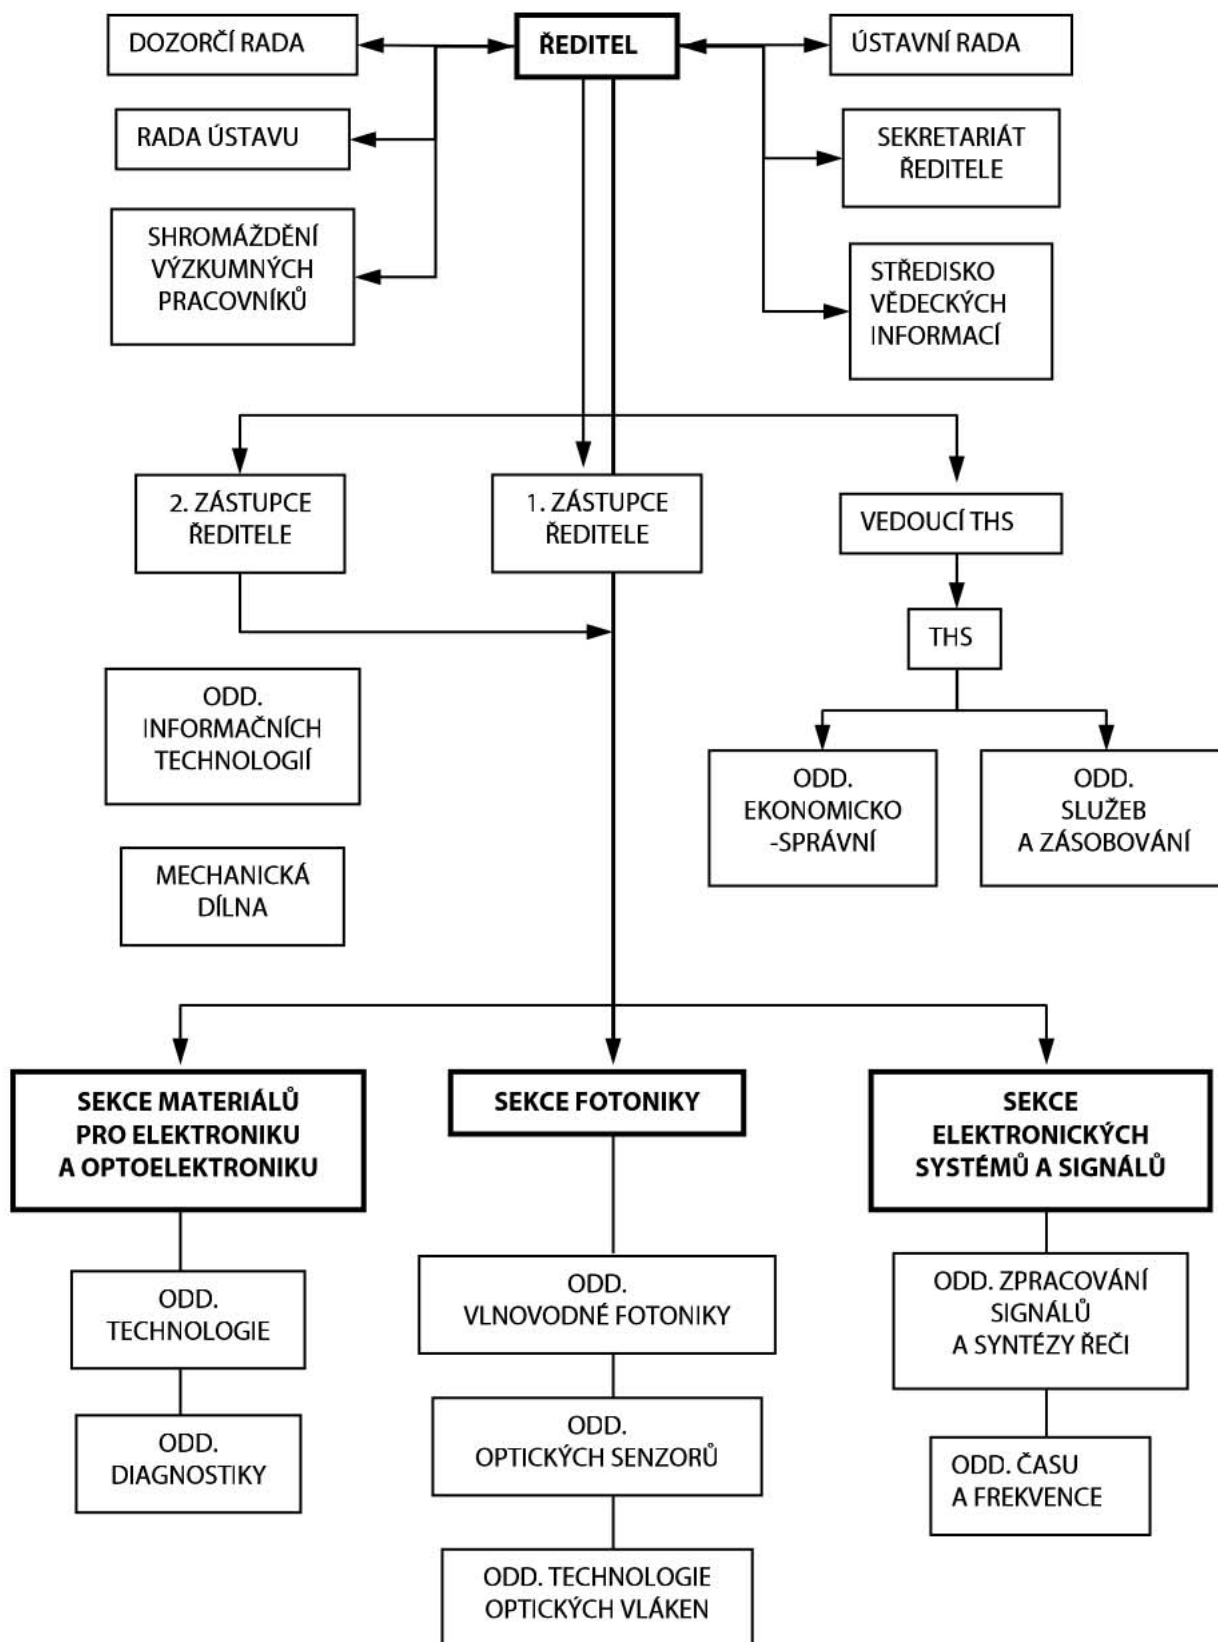 DOZORČÍ RADA
ŘEDITEL
ÚSTAVNÍ RADA
RADA ÚSTAVU
SEKRETARIÁT
ŘEDITELE
SHROMÁŽDĚNÍ
VÝZKUMNÝCH
PRACOVNÍKŮ
STŘEDISKO
VĚDECKÝCH
INFORMACÍ
2. ZÁSTUPCE
ŘEDITELE
1. ZÁSTUPCE
ŘEDITELE
VEDOUCÍ THS
THS
ODD.
INFORMAČNÍCH
TECHNOLOGIÍ
ODD.
EKONOMICKO
-SPRÁVNÍ
ODD.
SLUŽEB
A ZÁSOBOVÁNÍ
MECHANICKÁ
DÍLNA
SEKCE MATERIÁLŮ
PRO ELEKTRONIKU
A OPTOELEKTRONIKU
SEKCE FOTONIKY
SEKCE
ELEKTRONICKÝCH
SYSTÉMŮ A SIGNÁLŮ
ODD.
TECHNOLOGIE
ODD.
VLNOVODNÉ FOTONIKY
ODD. ZPRACOVÁNÍ
SIGNÁLŮ
A SYNTÉZY ŘEČI
ODD.
DIAGNOSTIKY
ODD.
OPTICKÝCH SENZORŮ
ODD. ČASU
A FREKVENCE
ODD. TECHNOLOGIE
OPTICKÝCH VLÁKEN